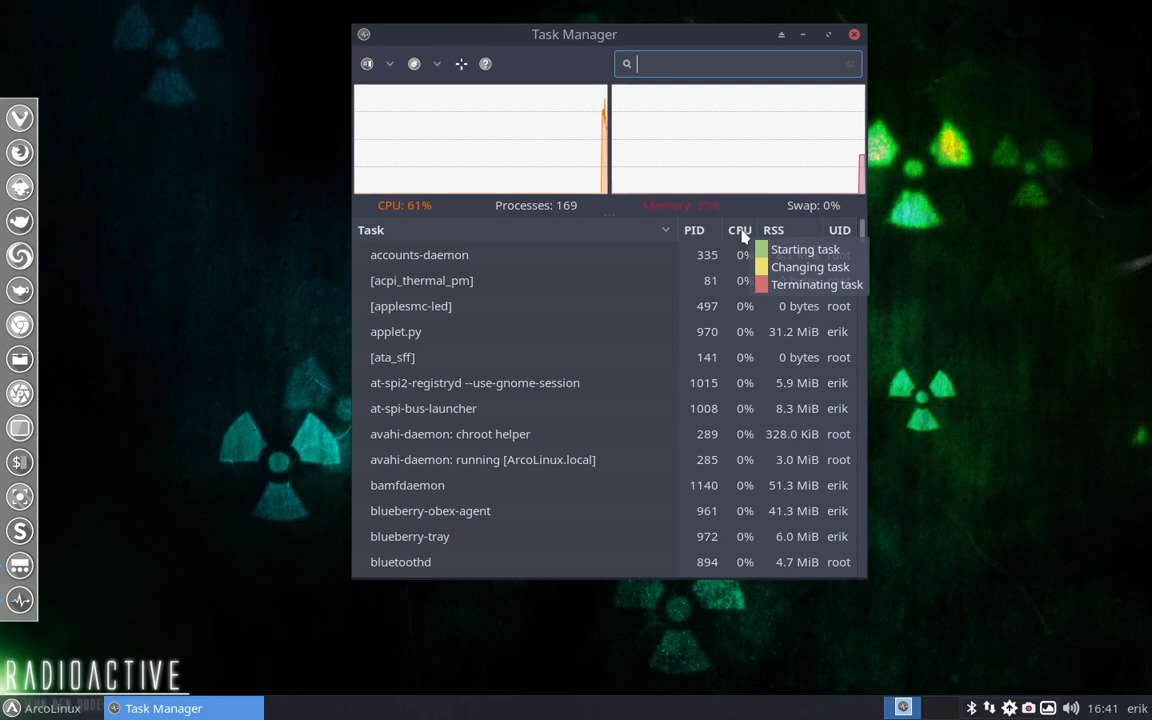 Task Manager
CPU: 61% Processes: 169 Memory: 35% Swap: 0%
Task PID CPU RSS UID
Starting task
Changing task
Terminating task
accounts-daemon 335 0%
[acpi_thermal_pm] 81 0%
[applesmc-led] 497 0% 0 bytes root
applet.py 970 0% 31.2 MiB erik
[ata_sff] 141 0% 0 bytes root
at-spi2-registryd --use-gnome-session 1015 0% 5.9 MiB erik
at-spi-bus-launcher 1008 0% 8.3 MiB erik
avahi-daemon: chroot helper 289 0% 328.0 KiB root
avahi-daemon: running [ArcoLinux.local] 285 0% 3.0 MiB root
bamfdaemon 1140 0% 51.3 MiB erik
blueberry-obex-agent 961 0% 41.3 MiB erik
blueberry-tray 972 0% 6.0 MiB erik
bluetoothd 894 0% 4.7 MiB root
RADIOACTIVE
ArcoLinux Task Manager 16:41 erik